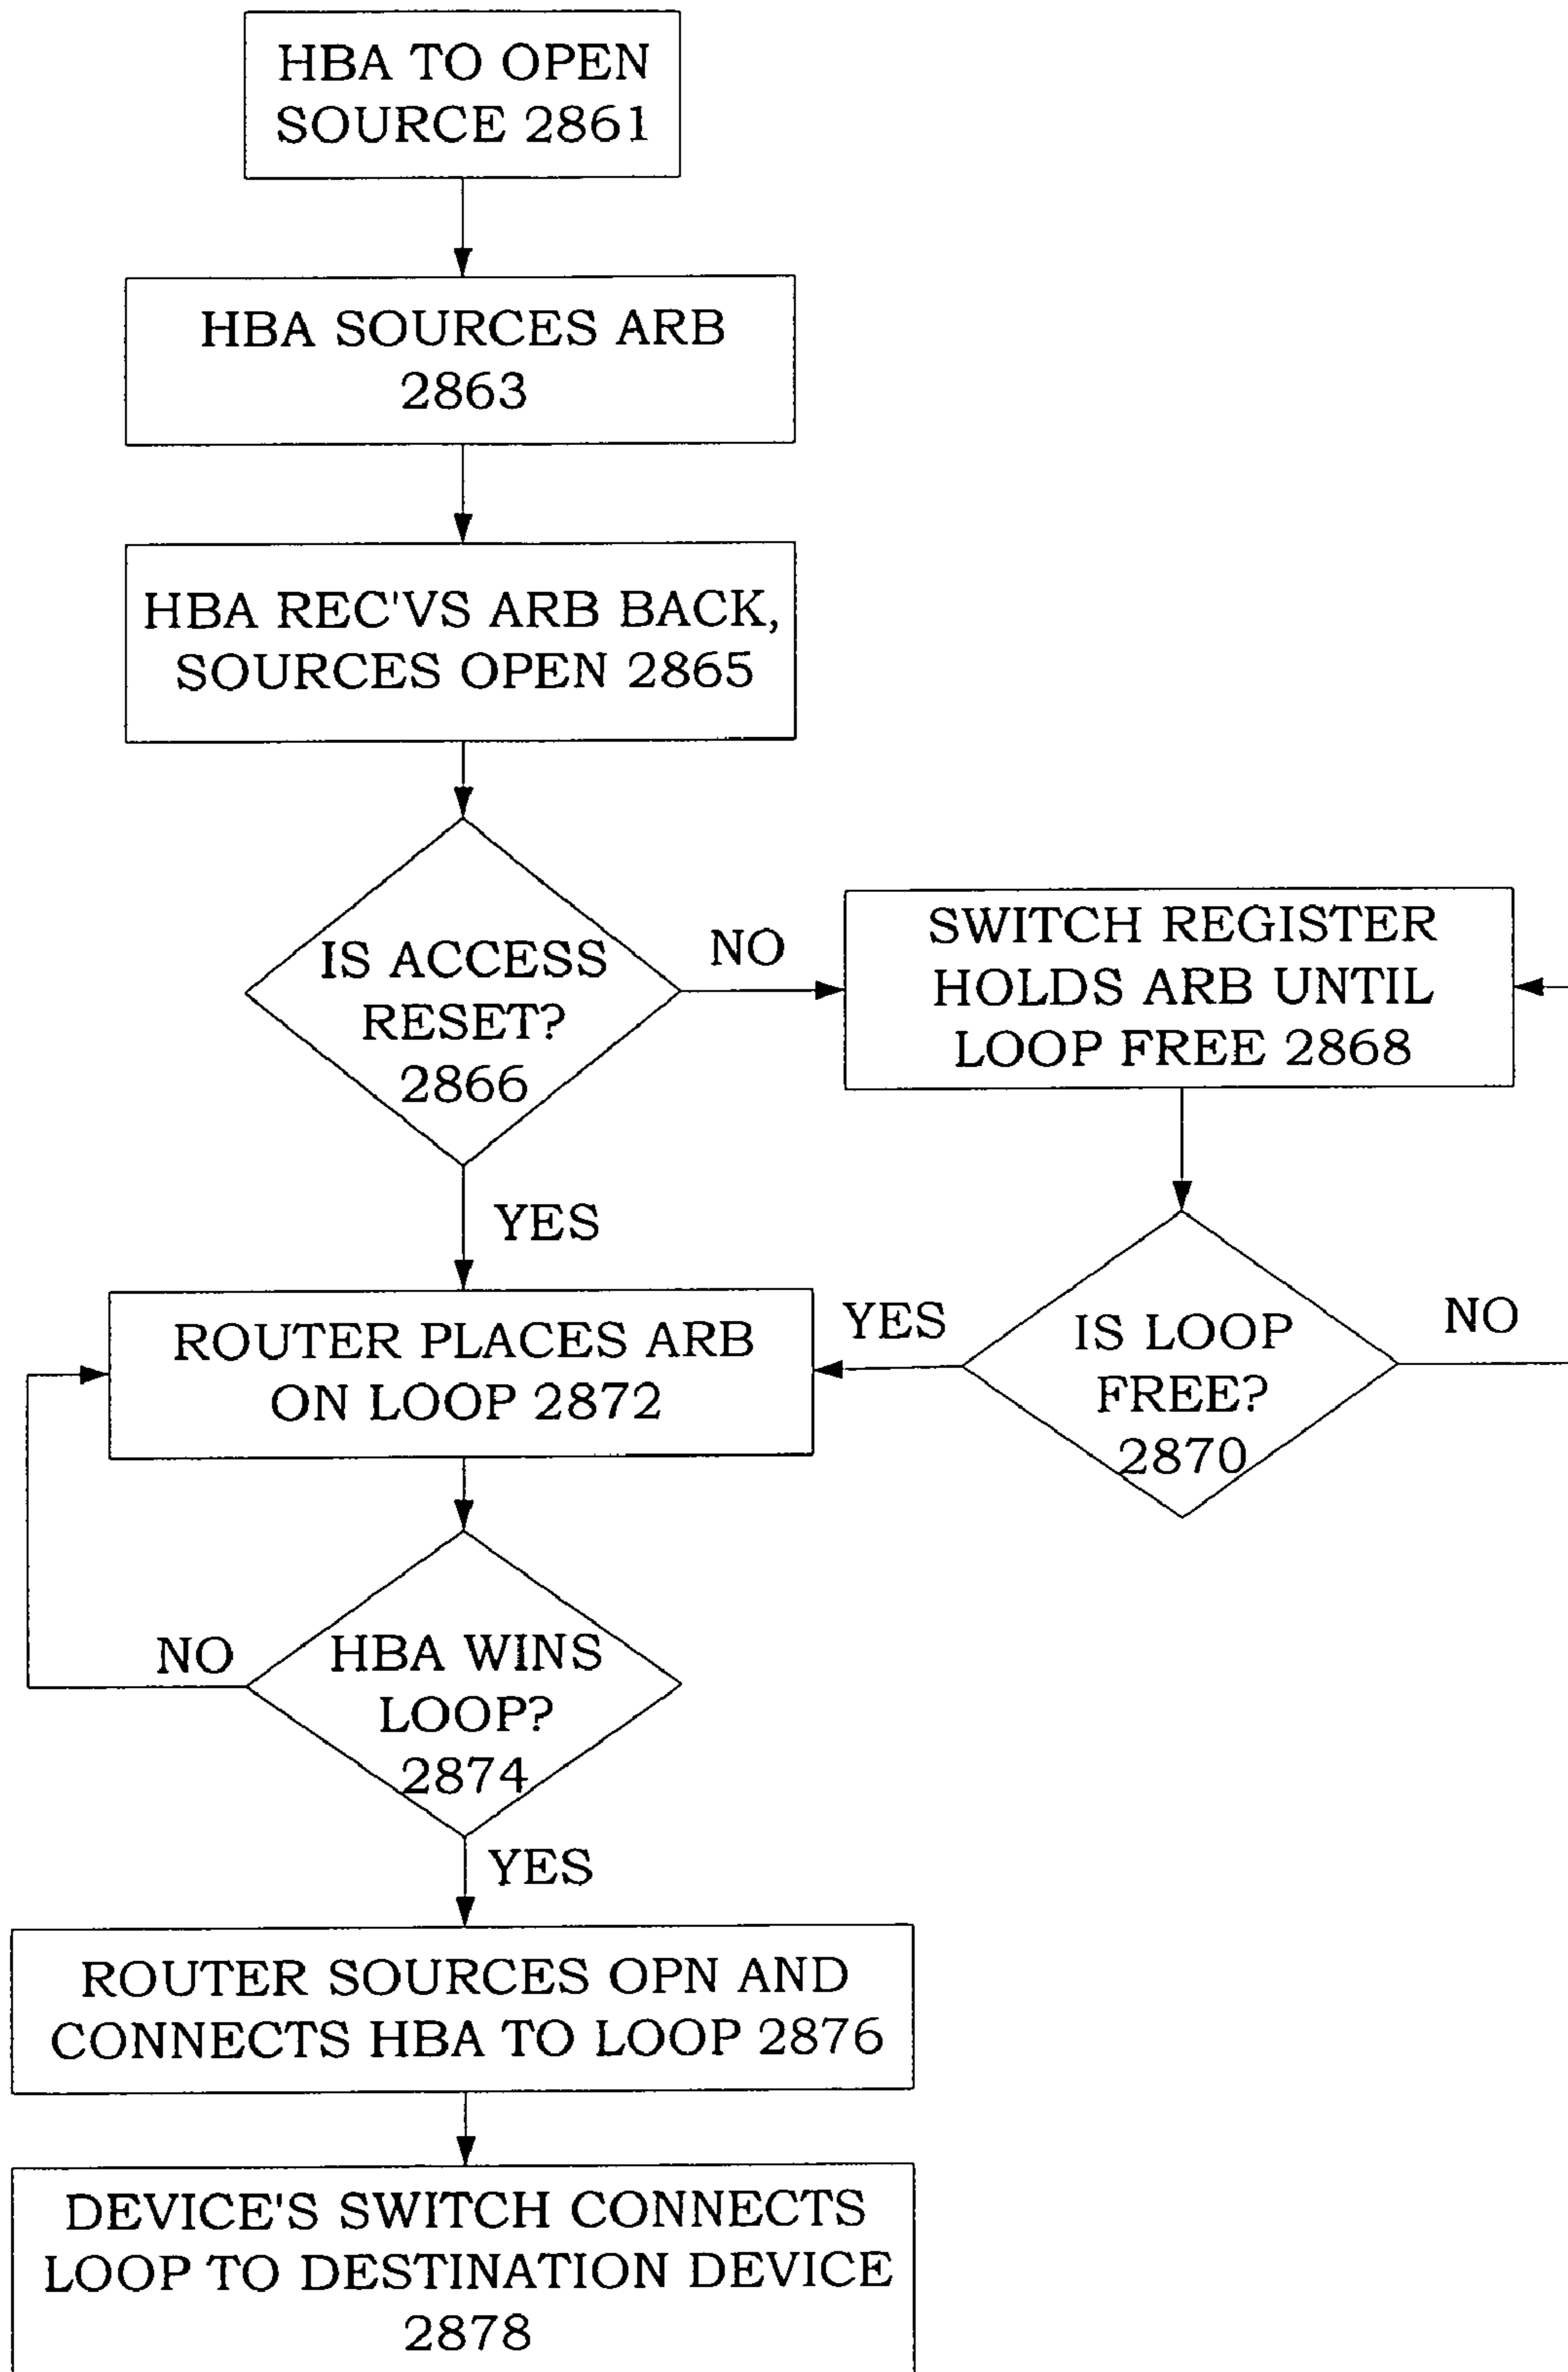 HBA TO OPEN
SOURCE 2861
HBA SOURCES ARB
2863
HBA REC'VS ARB BACK,
SOURCES OPEN 2865
IS ACCESS
RESET?
2866
NO
SWITCH REGISTER
HOLDS ARB UNTIL
LOOP FREE 2868
YES
ROUTER PLACES ARB
ON LOOP 2872
YES
IS LOOP
FREE?
2870
NO
HBA WINS
LOOP?
2874
NO
YES
ROUTER SOURCES OPN AND
CONNECTS HBA TO LOOP 2876
DEVICE'S SWITCH CONNECTS
LOOP TO DESTINATION DEVICE
2878